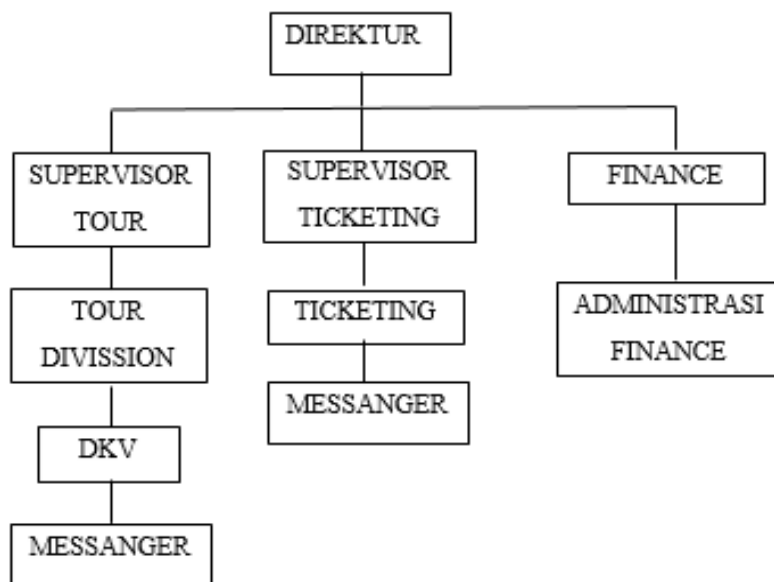 DIREKTUR
SUPERVISOR
TOUR
SUPERVISOR
TICKETING
FINANCE
TOUR
DIVISSION
TICKETING
ADMINISTRASI
FINANCE
MESSANGER
DKV
MESSANGER